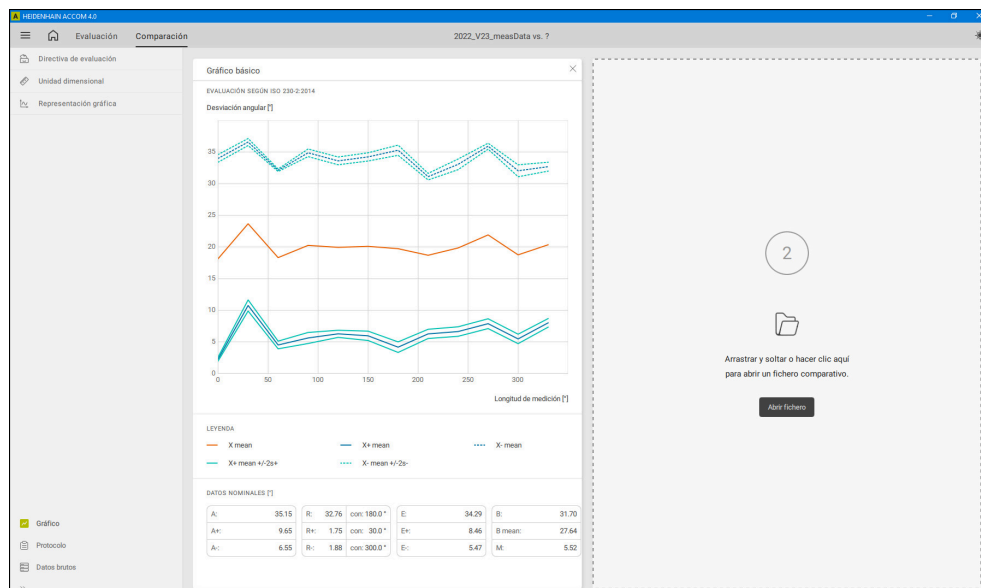 HEIDENHAIN ACCOM 4.0
Evaluación Comparación 2022_V23_measData vs. ?
Directiva de evaluación
Unidad dimensional
Representación gráfica
Gráfico básico
EVALUACIÓN SEGÚN ISO 230-2:2014
Desviación angular ["]
35
30
25
20
15
10
5
0
0 50 100 150 200 250 300
Longitud de medición [°]
LEYENDA
X mean X+ mean X- mean
X+ mean +/-2s+ X- mean +/-2s-
DATOS NOMINALES ["]
A: 35.15 R: 32.76 con: 180.0 ° E: 34.29 B: 31.70
A+: 9.65 R+: 1.75 con: 30.0 ° E+: 8.46 B mean: 27.64
A-: 6.55 R-: 1.88 con: 300.0 ° E-: 5.47 M: 5.52
2
Arrastrar y soltar o hacer clic aquí
para abrir un fichero comparativo.
Abrir fichero
Gráfico
Protocolo
Datos brutos